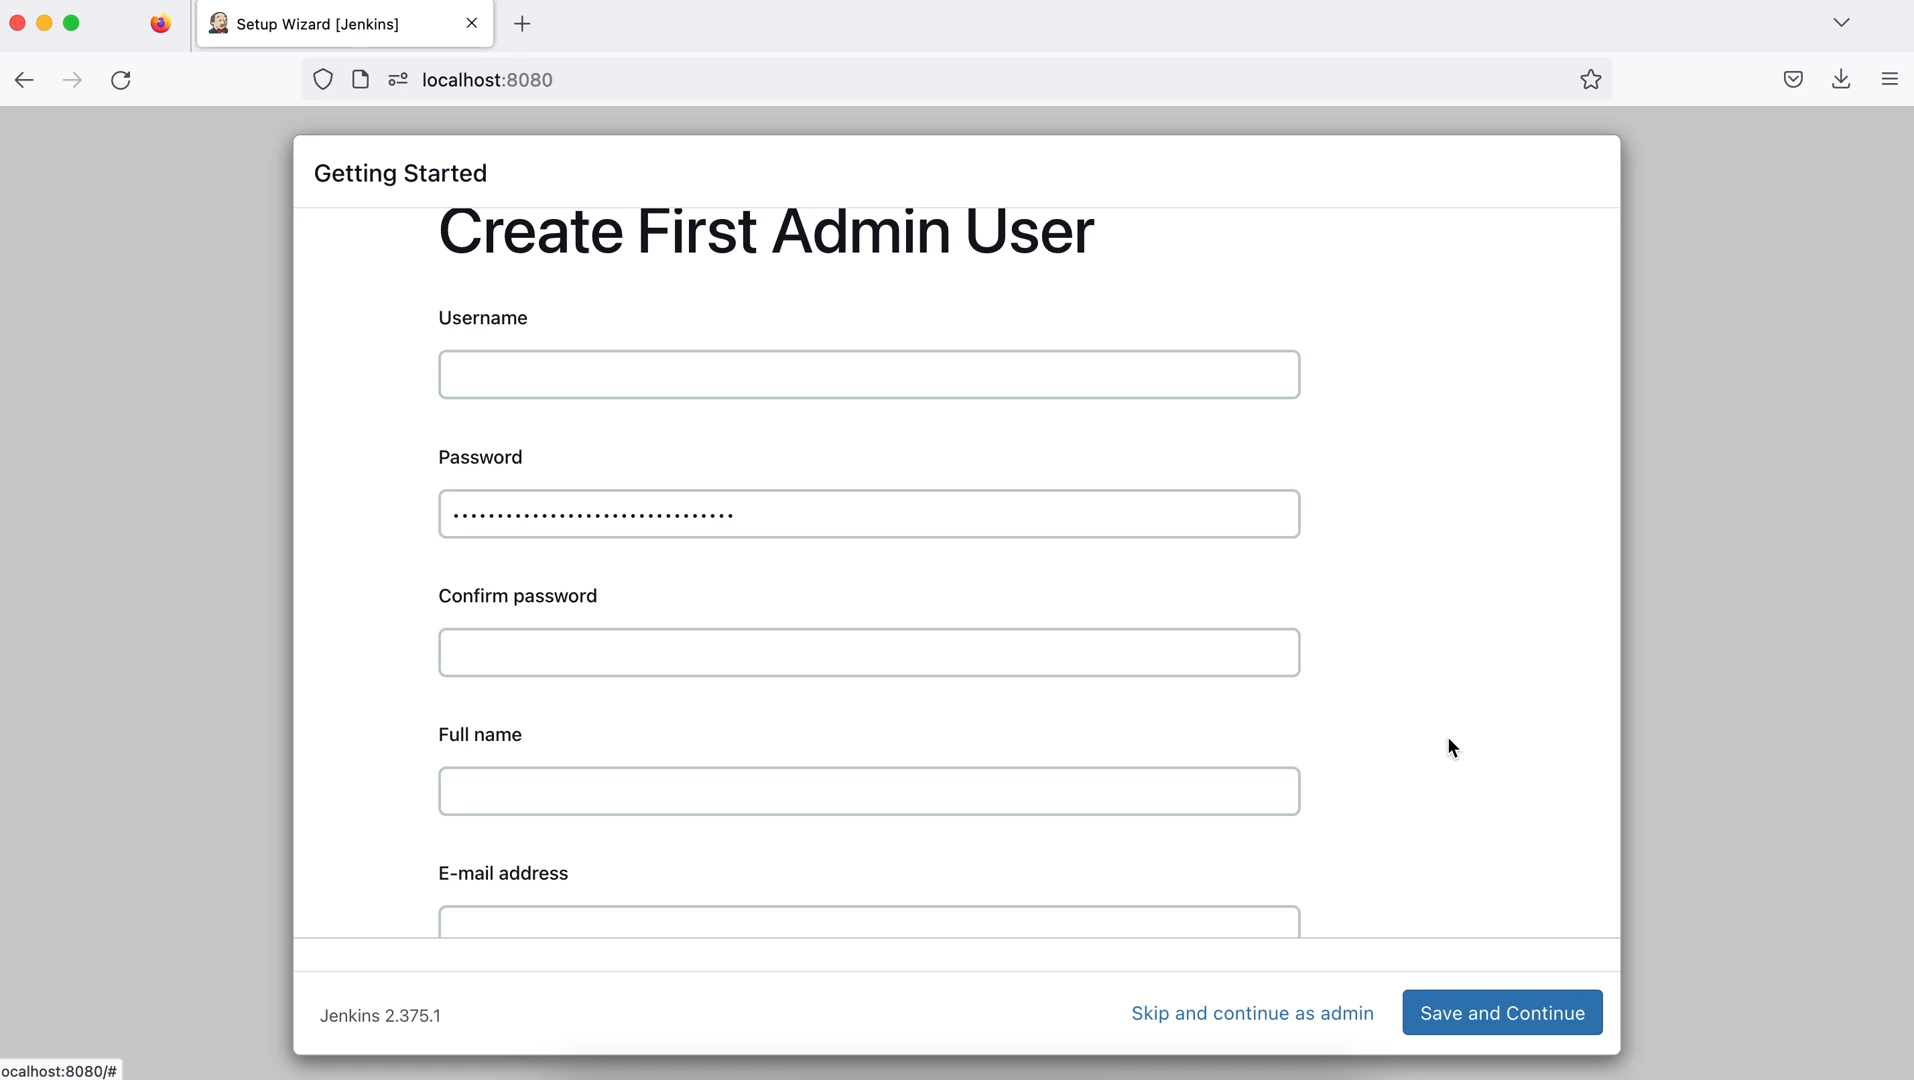 Setup Wizard [Jenkins]
localhost:8080
Getting Started
Create First Admin User
Username
Password
Confirm password
Full name
E-mail address
Jenkins 2.375.1
Skip and continue as admin
Save and Continue
ocalhost:8080/#